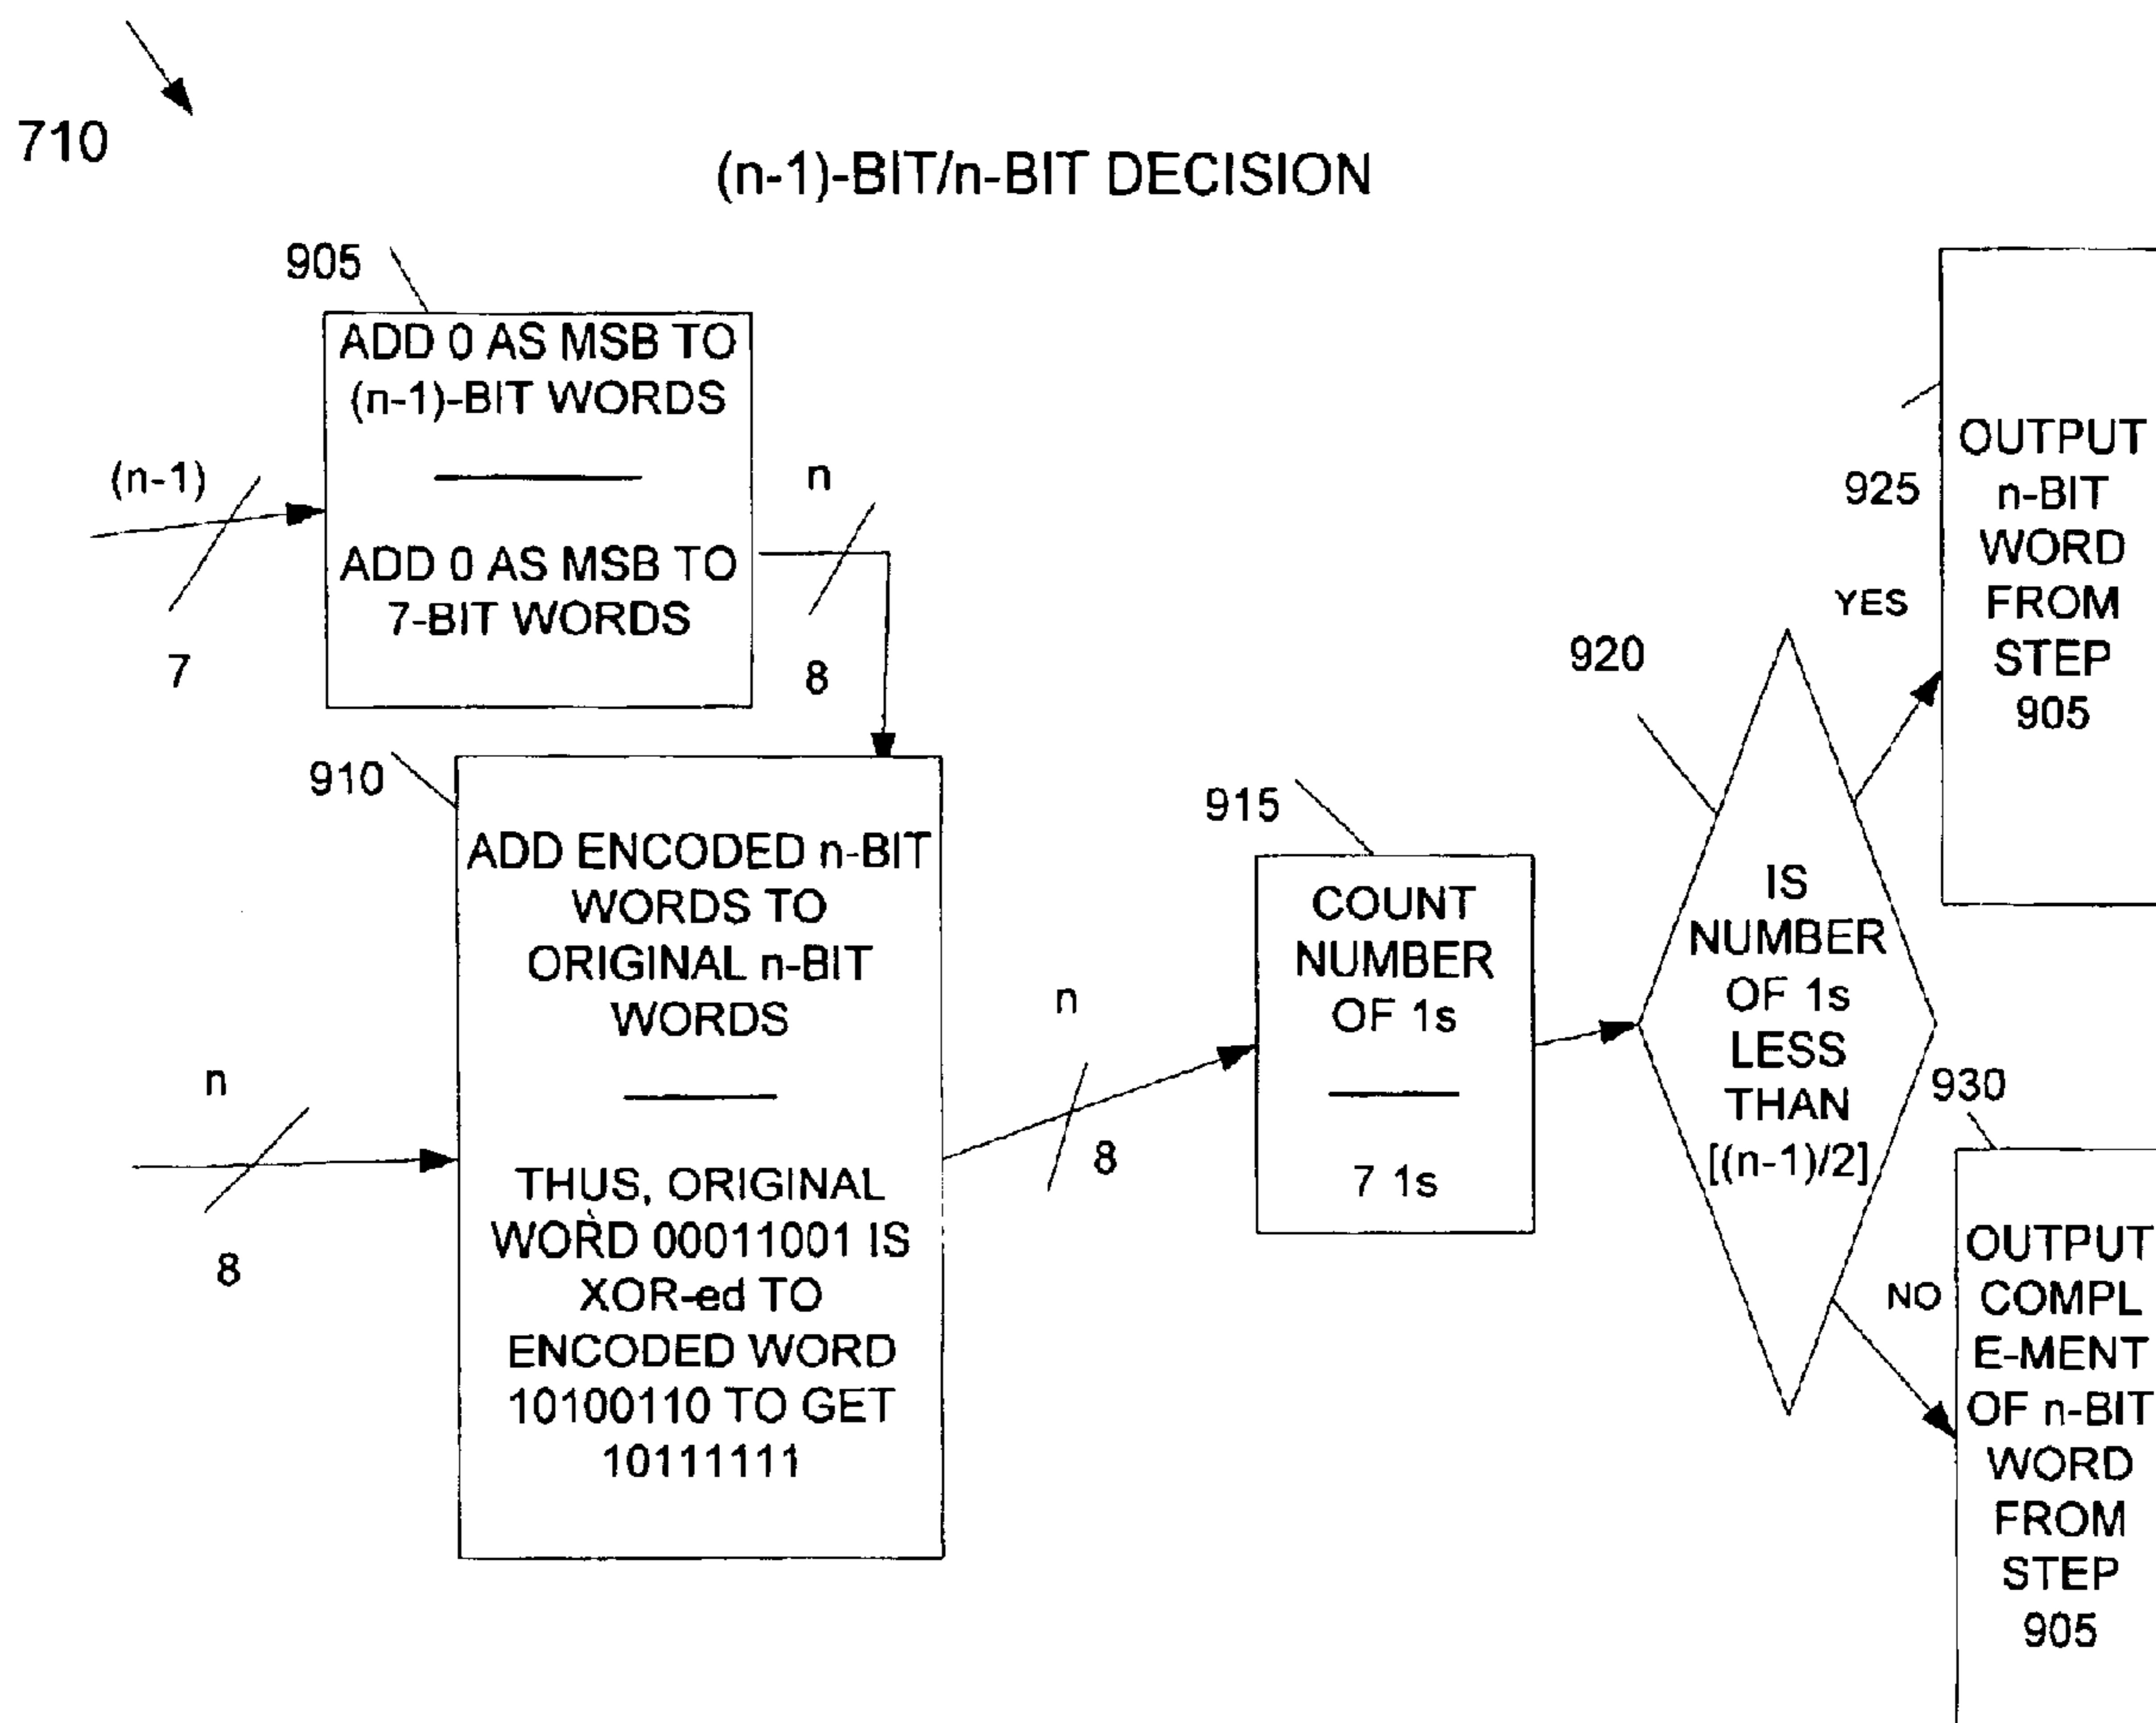 710
(n-1)-BIT/n-BIT DECISION
905
ADD 0 AS MSB TO
(n-1)-BIT WORDS
ADD 0 AS MSB TO
7-BIT WORDS
(n-1)
7
n
8
910
ADD ENCODED n-BIT
WORDS TO
ORIGINAL n-BIT
WORDS
THUS, ORIGINAL
WORD 00011001 IS
XOR-ed TO
ENCODED WORD
10100110 TO GET
10111111
n
8
n
8
915
COUNT
NUMBER
OF 1s
7 1s
920
IS
NUMBER
OF 1s
LESS
THAN
[(n-1)/2]
YES
925
OUTPUT
n-BIT
WORD
FROM
STEP
905
NO
930
OUTPUT
COMPL
E-MENT
OF n-BIT
WORD
FROM
STEP
905